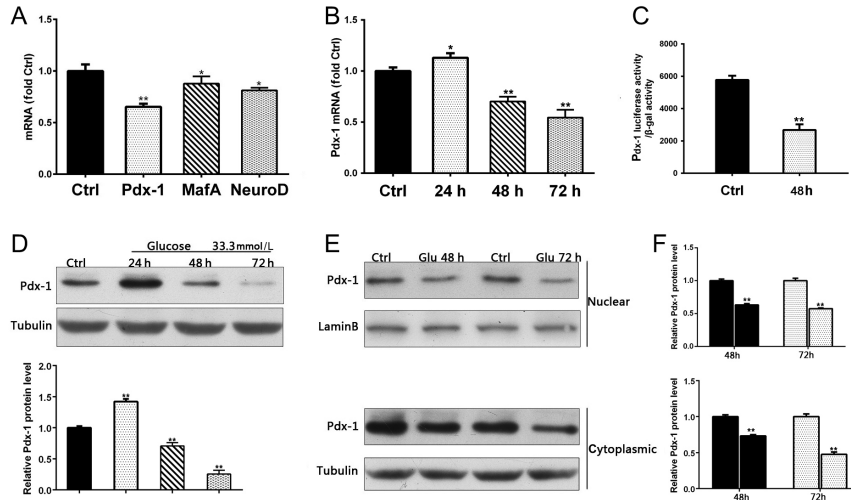 A
mRNA (fold Ctrl)
1.5
1.0
0.5
0.0
**
*
*
Ctrl Pdx-1 MafA NeuroD
B
Pdx-1 mRNA (fold Ctrl)
1.5
1.0
0.5
0.0
*
**
**
Ctrl 24 h 48 h 72 h
C
Pdx-1 luciferase activity
/β-gal activity
8000
6000
4000
2000
0
**
Ctrl 48h
D
Glucose 33.3mmol/L
Ctrl 24 h 48 h 72 h
Pdx-1
Tubulin
Relative Pdx-1 protein level
2.0
1.5
1.0
0.5
0.0
**
**
**
E
Ctrl Glu 48 h Ctrl Glu 72 h
Pdx-1
Nuclear
LaminB
Pdx-1
Cytoplasmic
Tubulin
F
Relative Pdx-1 protein level
1.5
1.0
0.5
0.0
**
**
48h 72h
Relative Pdx-1 protein level
1.5
1.0
0.5
0.0
**
**
48h 72h